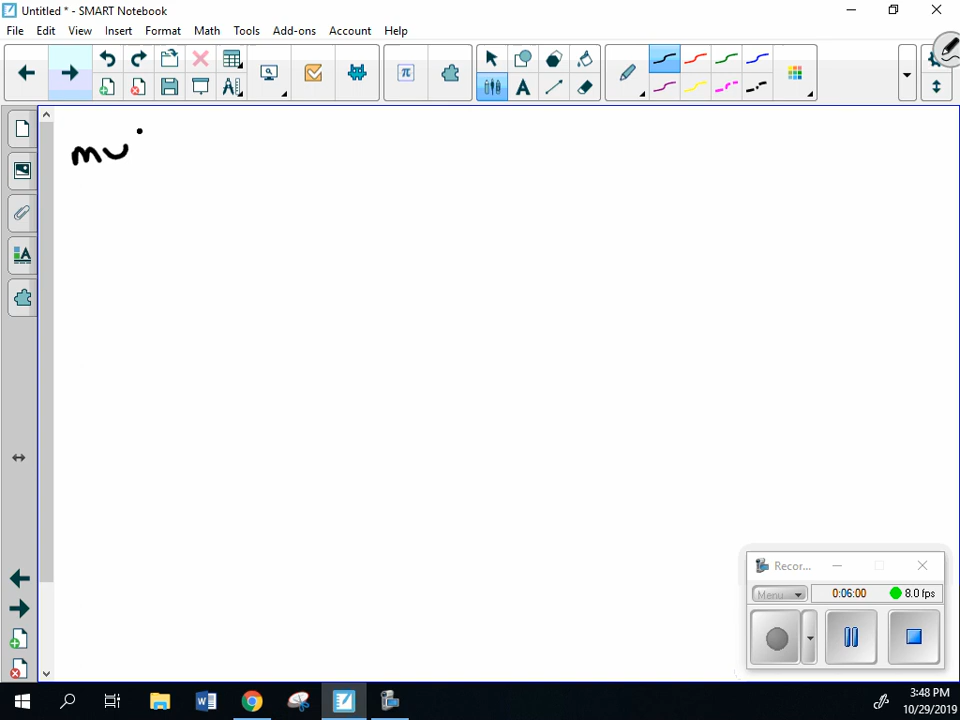 Untitled * - SMART Notebook
File Edit View Insert Format Math Tools Add-ons Account Help
mu
Recor...
Menu 0:06:00 8.0 fps
3:48 PM
10/29/2019